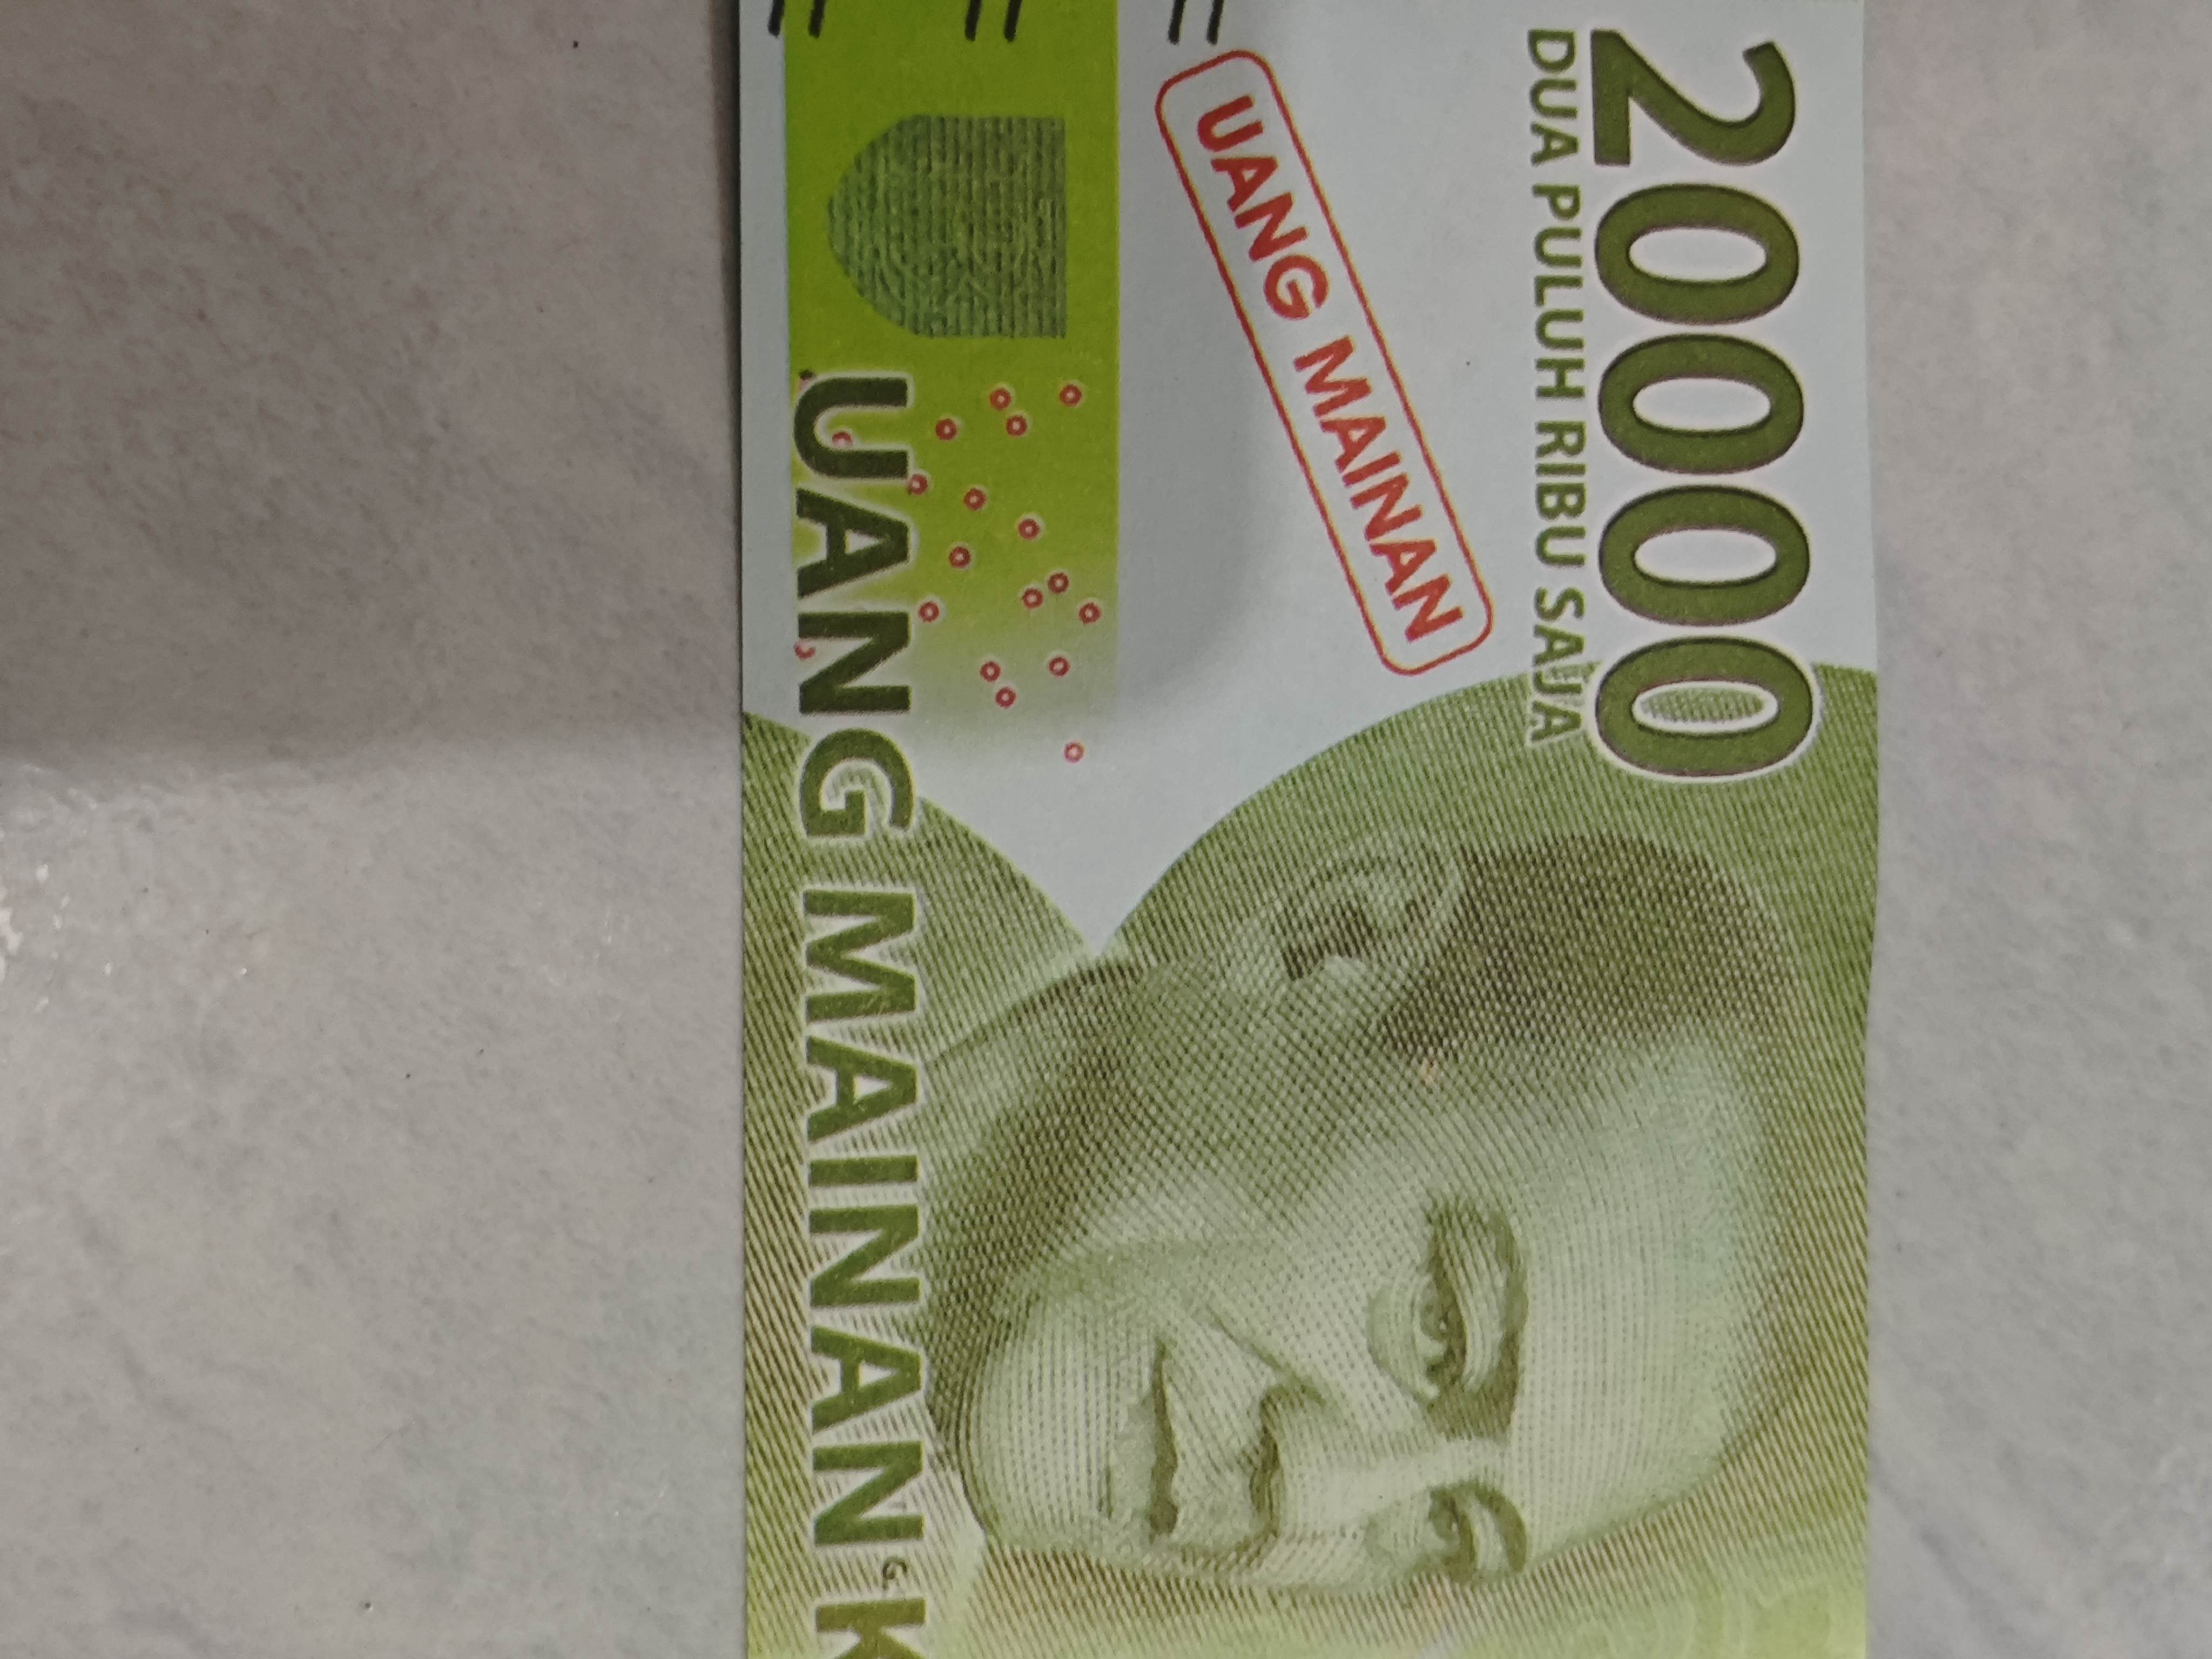 20000
DUA PULUH RIBU SAJA
UANG MAINAN
UANG MAINAN K